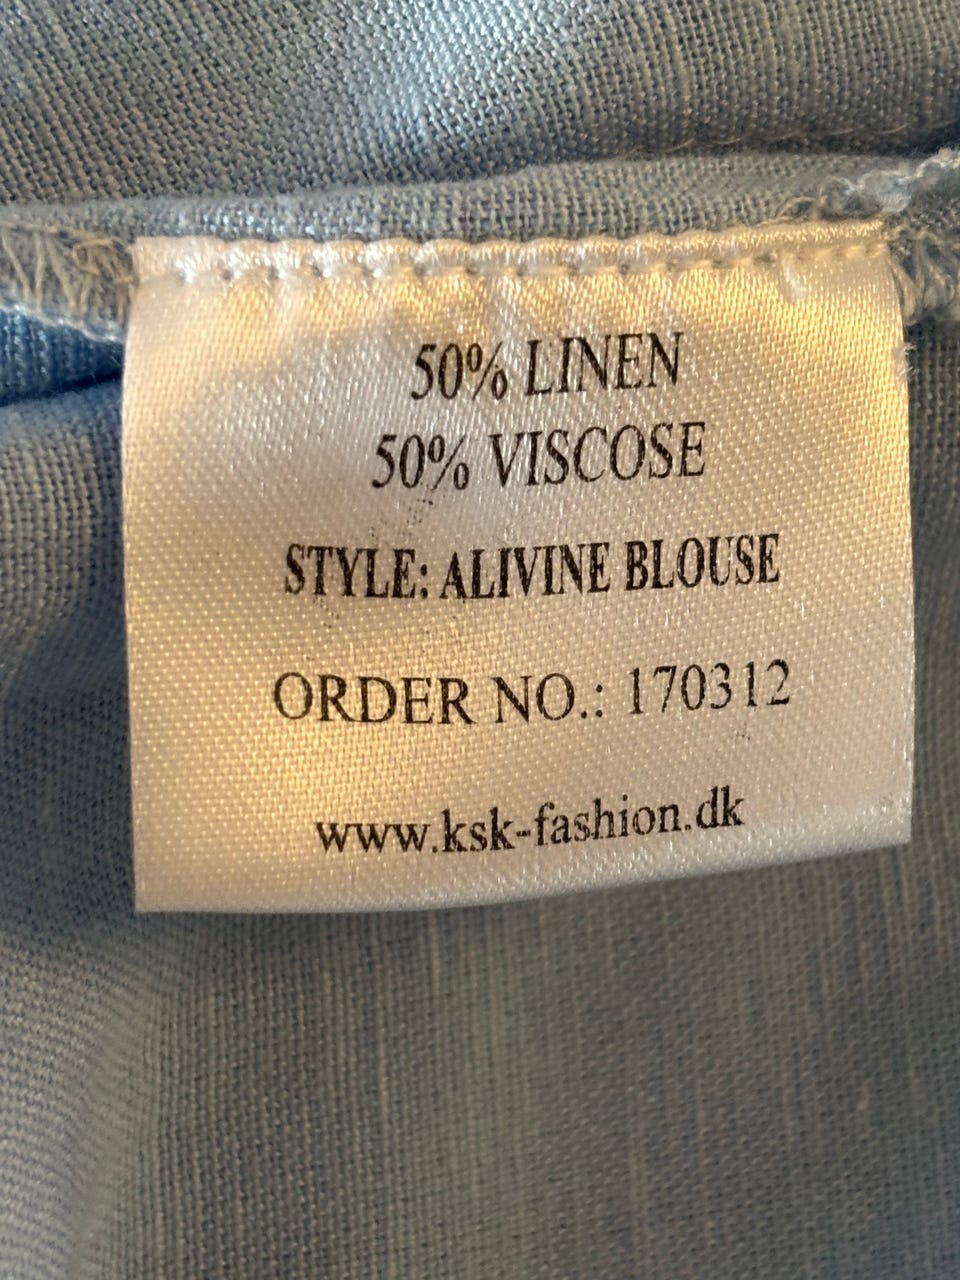 50% LINEN
50% VISCOSE
STYLE: ALIVINE BLOUSE
ORDER NO.: 170312
www.ksk-fashion.dk